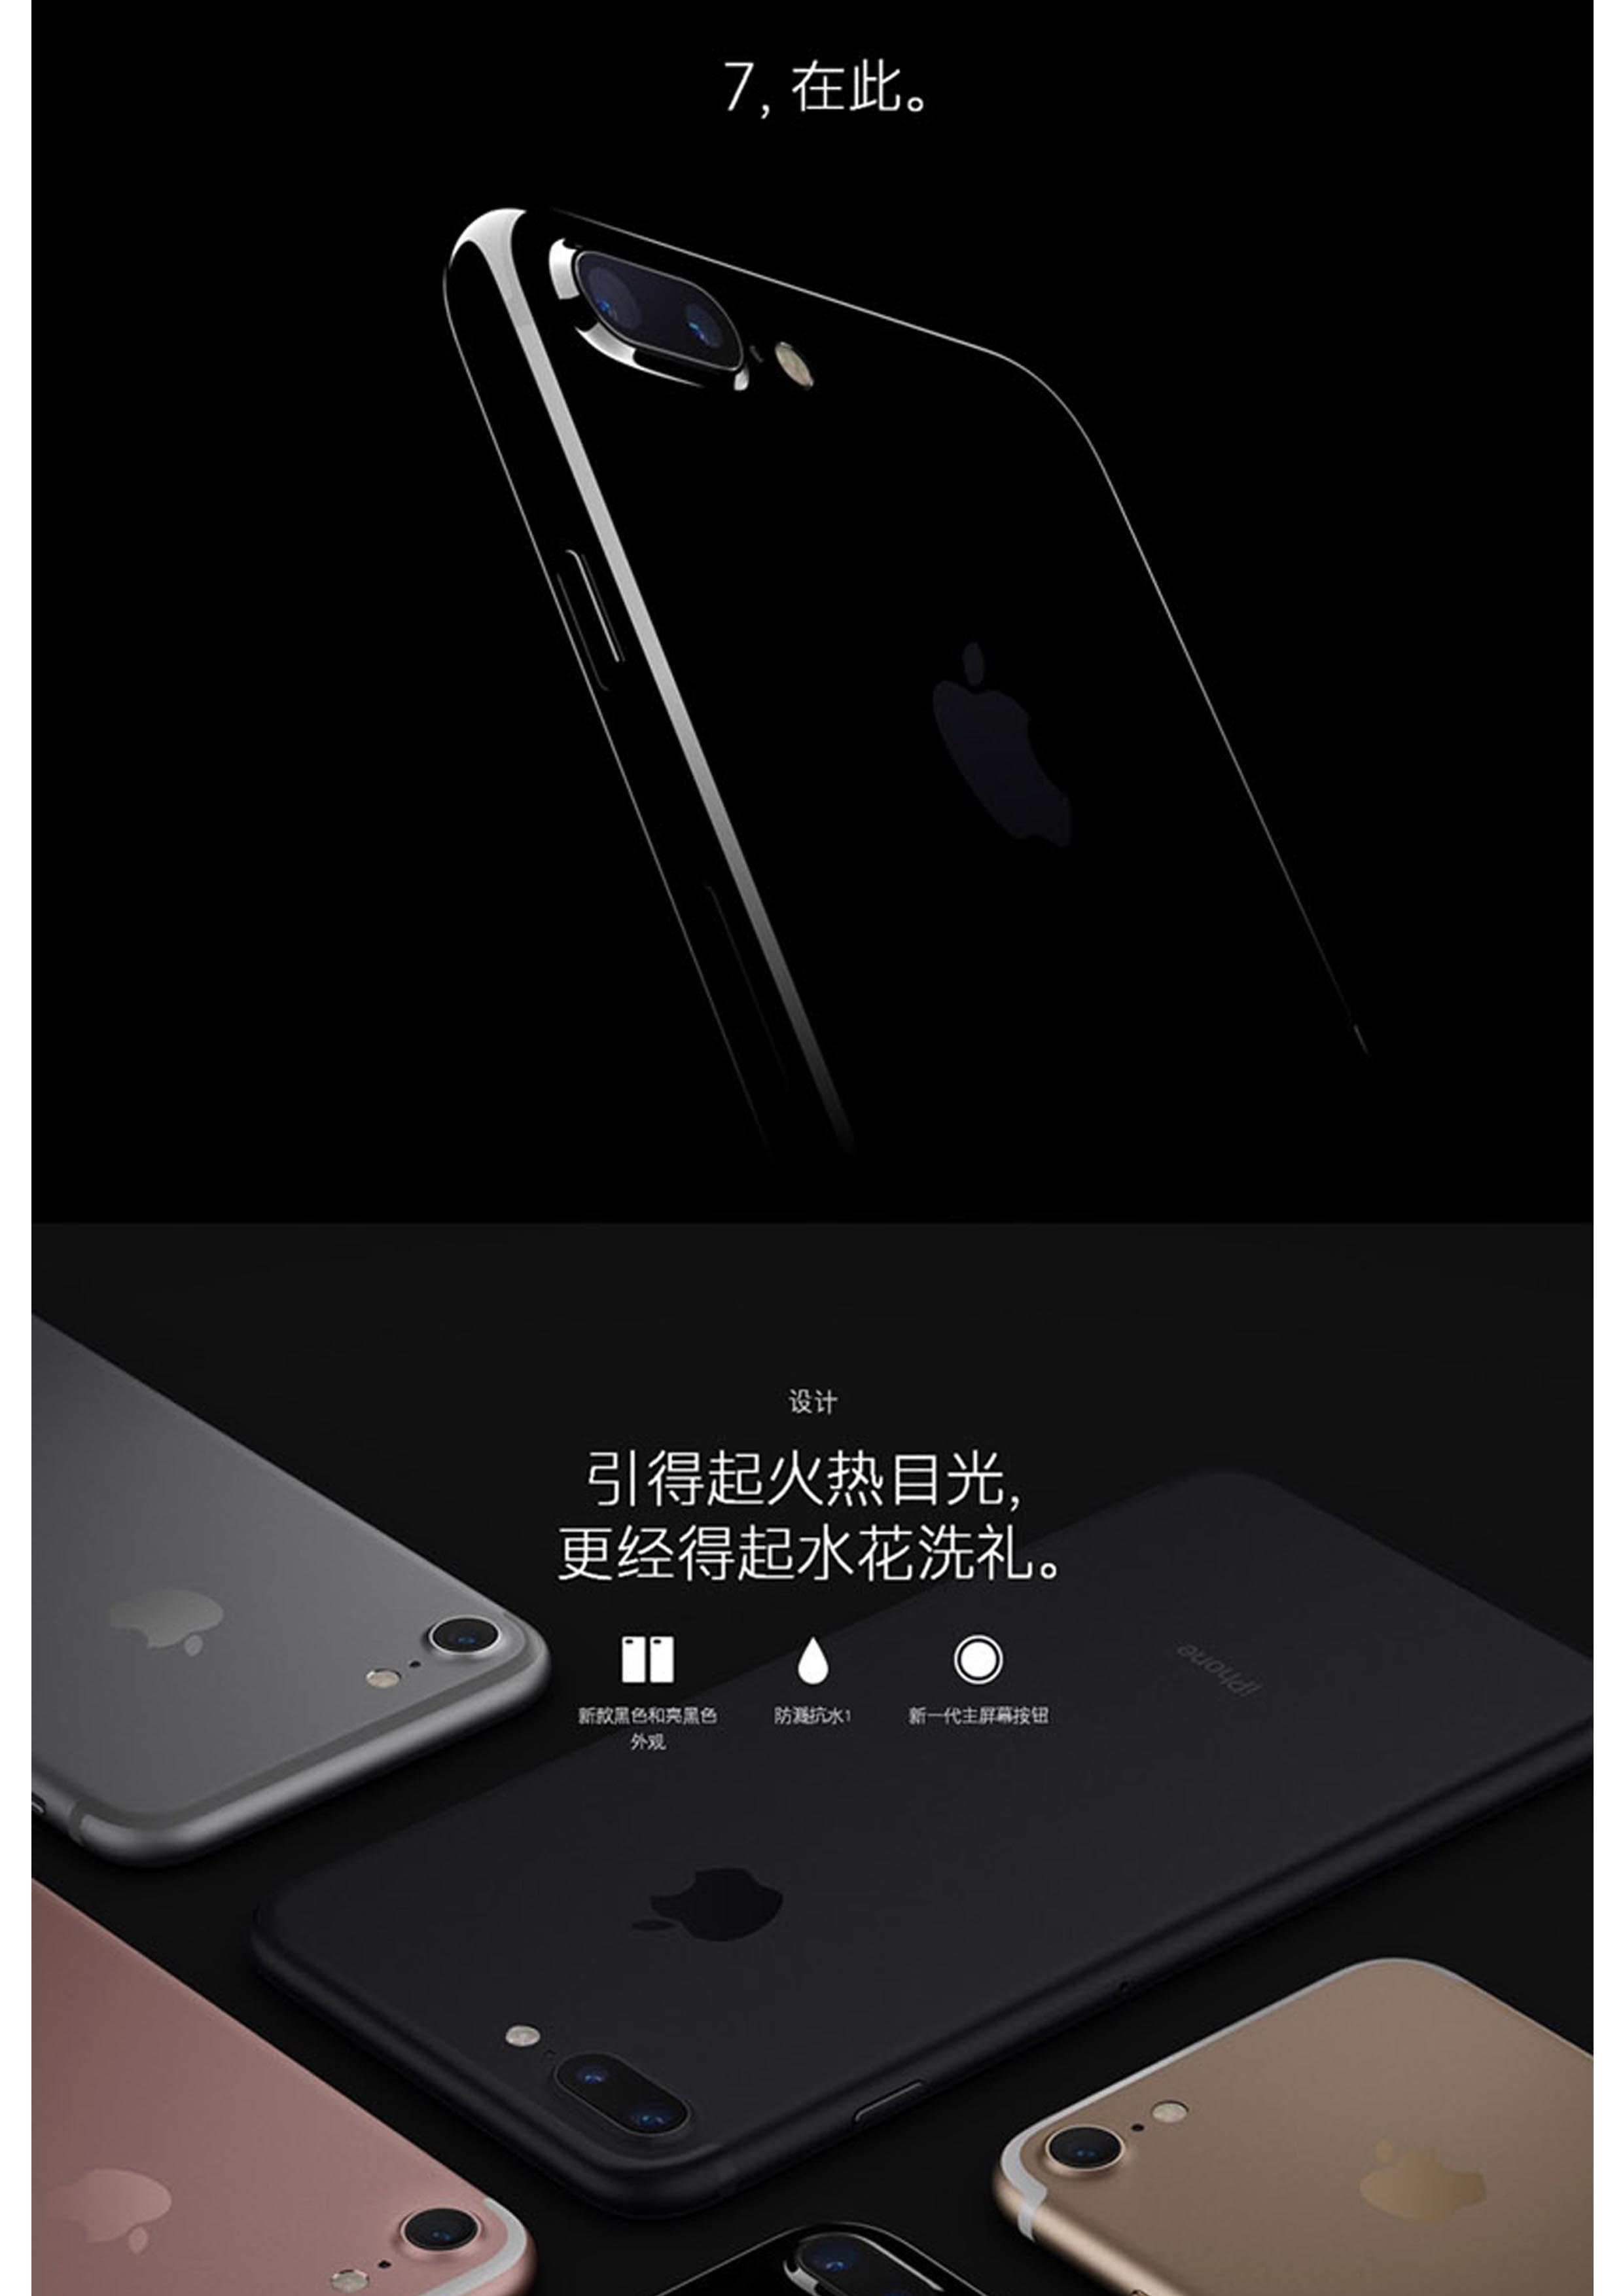 7, 在此。
设计
引得起火热目光,
更经得起水花洗礼。
新款黑色和亮黑色
外观
防溅抗水1
新一代主屏幕按钮
iPhone